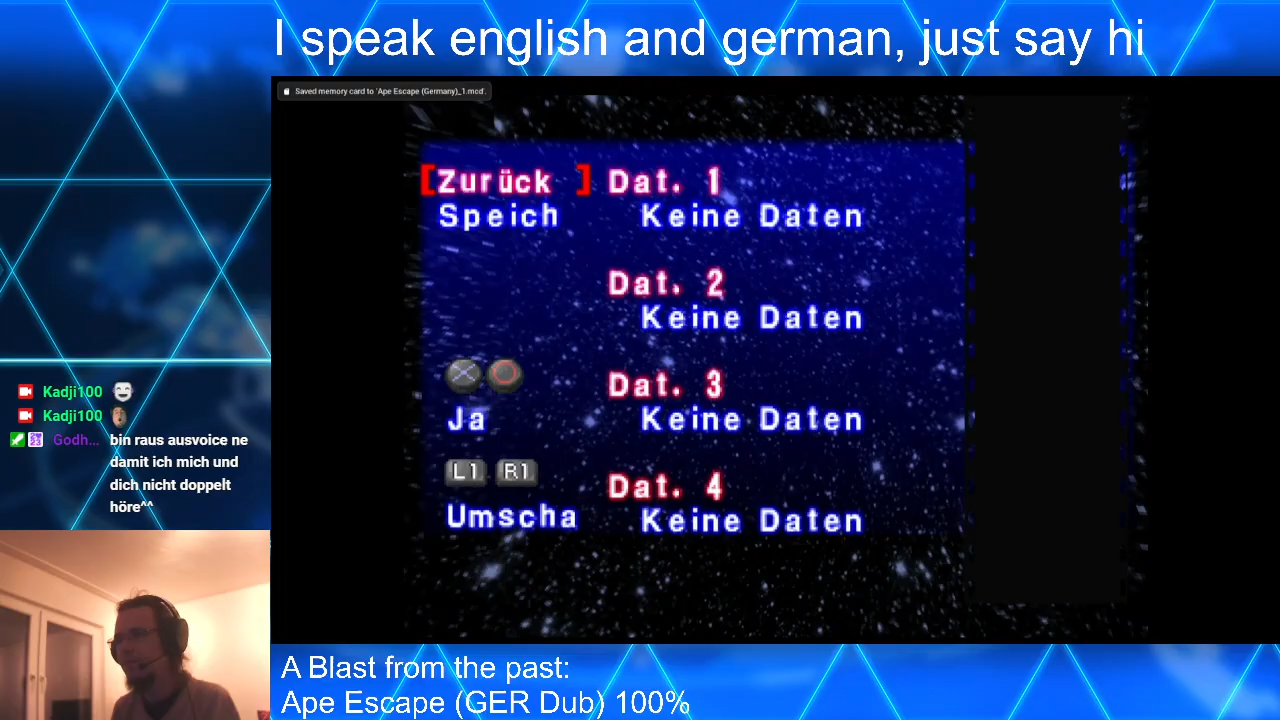 I speak english and german, just say hi
Saved memory card to 'Ape Escape (Germany)_1.mcd'.
[Zurück ] Dat. 1
Speich Keine Daten
Dat. 2
Keine Daten
Dat. 3
Ja Keine Daten
L1 R1 Dat. 4
Umscha Keine Daten
Kadji100
Kadji100
Godh... bin raus ausvoice ne
damit ich mich und
dich nicht doppelt
höre^^
A Blast from the past:
Ape Escape (GER Dub) 100%